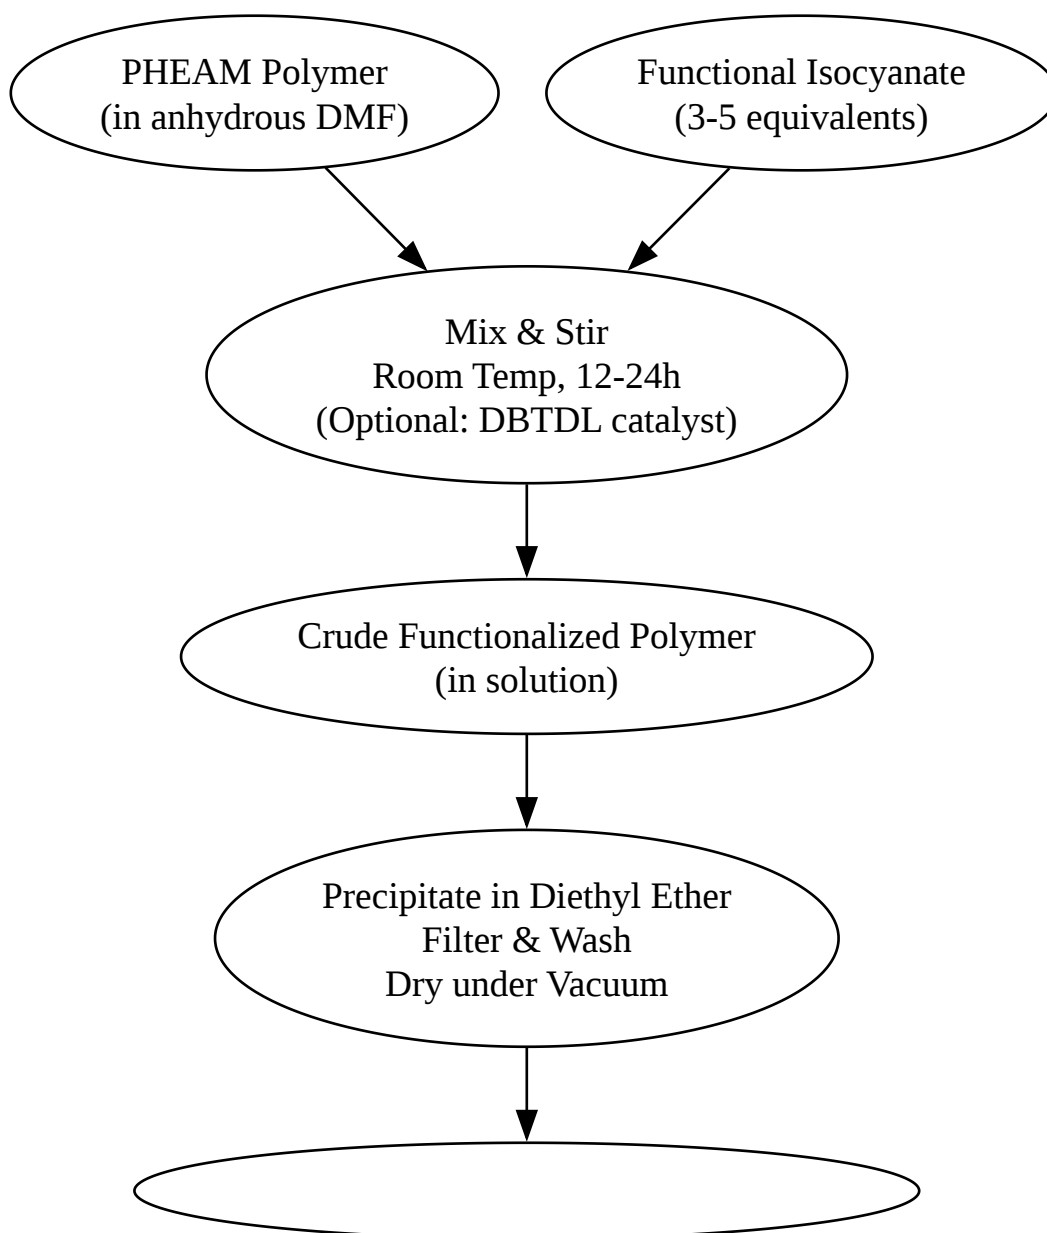 PHEAM Polymer
(in anhydrous DMF)
Functional Isocyanate
(3-5 equivalents)
Mix & Stir
Room Temp, 12-24h
(Optional: DBTDL catalyst)
Crude Functionalized Polymer
(in solution)
Precipitate in Diethyl Ether
Filter & Wash
Dry under Vacuum